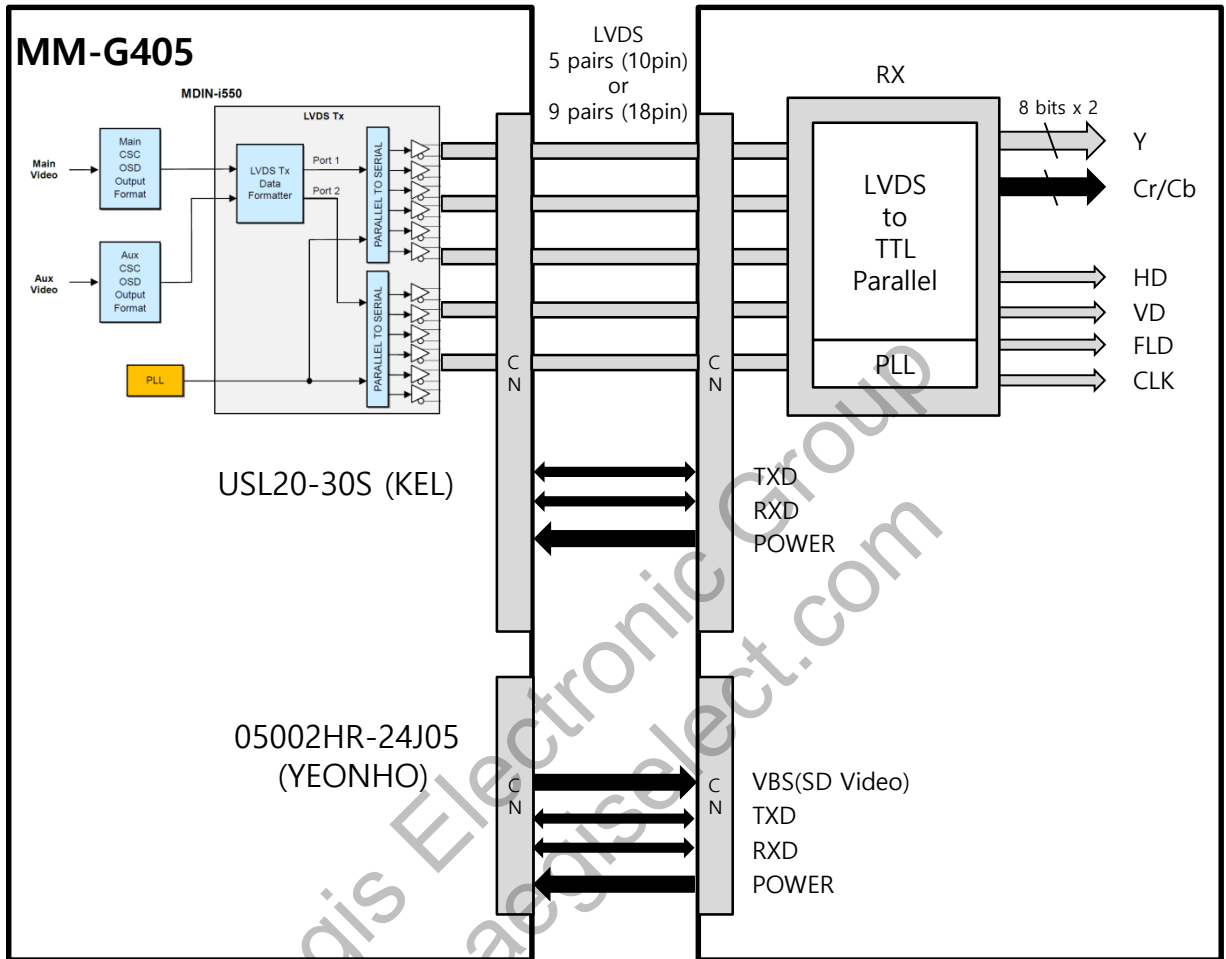 MM-G405
MDIN-i550
LVDS Tx
Main
Video
Main
CSC
OSD
Output
Format
Aux
Video
Aux
CSC
OSD
Output
Format
PLL
LVDS Tx
Data
Formatter
Port 1
Port 2
PARALLEL TO SERIAL
PARALLEL TO SERIAL
LVDS
5 pairs (10pin)
or
9 pairs (18pin)
C
N
C
N
RX
LVDS
to
TTL
Parallel
PLL
8 bits x 2
Y
Cr/Cb
HD
VD
FLD
CLK
USL20-30S (KEL)
TXD
RXD
POWER
05002HR-24J05
(YEONHO)
C
N
C
N
VBS(SD Video)
TXD
RXD
POWER
egis Electronic Group
aegiselect.com